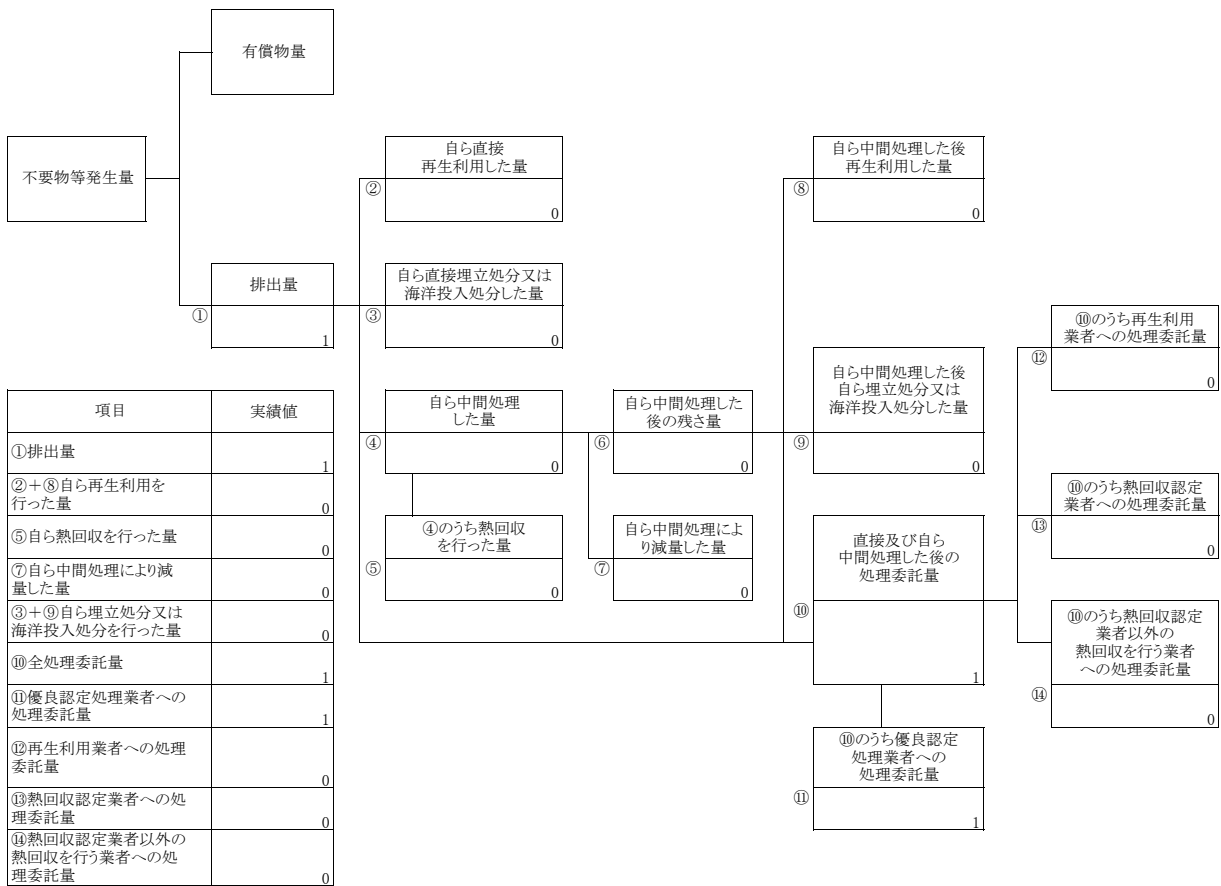 有償物量
不要物等発生量
排出量
①
1
自ら直接
再生利用した量
②
0
自ら直接埋立処分又は
海洋投入処分した量
③
0
自ら中間処理
した量
④
0
④のうち熱回収
を行った量
⑤
0
自ら中間処理した
後の残さ量
⑥
0
自ら中間処理によ
り減量した量
⑦
0
自ら中間処理した後
再生利用した量
⑧
0
自ら中間処理した後
自ら埋立処分又は
海洋投入処分した量
⑨
0
直接及び自ら
中間処理した後の
処理委託量
⑩
1
⑩のうち優良認定
処理業者への
処理委託量
⑪
1
⑩のうち再生利用
業者への処理委託量
⑫
0
⑩のうち熱回収認定
業者への処理委託量
⑬
0
⑩のうち熱回収認定
業者以外の
熱回収を行う業者
への処理委託量
⑭
0
項目 実績値
①排出量
1
②＋⑧自ら再生利用を
行った量
0
⑤自ら熱回収を行った量
0
⑦自ら中間処理により減
量した量
0
③＋⑨自ら埋立処分又は
海洋投入処分を行った量
0
⑩全処理委託量
1
⑪優良認定処理業者への
処理委託量
1
⑫再生利用業者への処理
委託量
0
⑬熱回収認定業者への処
理委託量
0
⑭熱回収認定業者以外の
熱回収を行う業者への処
理委託量
0